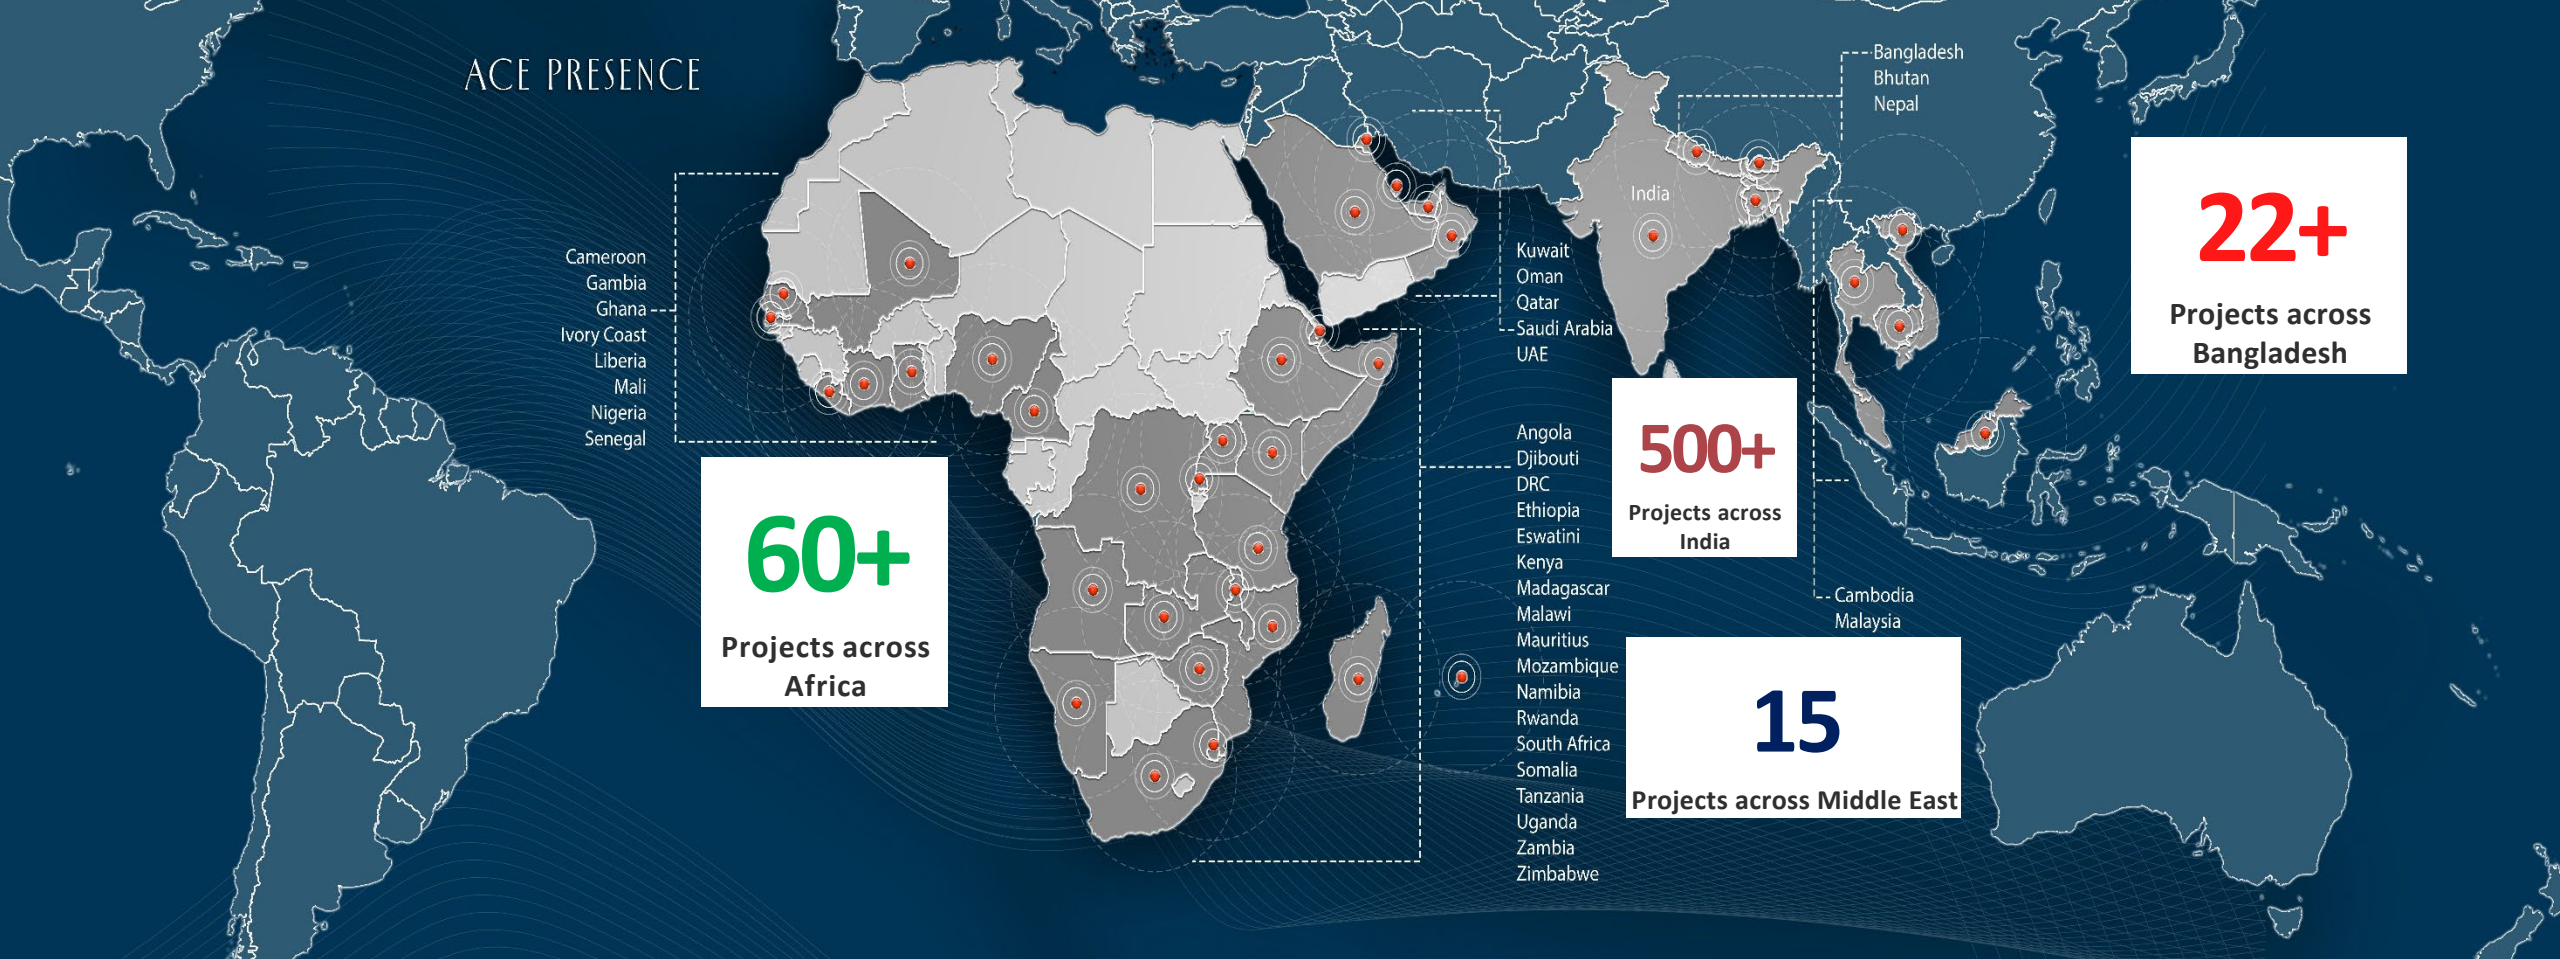 ACE PRESENCE
Cameroon
Gambia
Ghana
Ivory Coast
Liberia
Mali
Nigeria
Senegal
60+
Projects across
Africa
Kuwait
Oman
Qatar
Saudi Arabia
UAE
Angola
Djibouti
DRC
Ethiopia
Eswatini
Kenya
Madagascar
Malawi
Mauritius
Mozambique
Namibia
Rwanda
South Africa
Somalia
Tanzania
Uganda
Zambia
Zimbabwe
India
500+
Projects across
India
Bangladesh
Bhutan
Nepal
Cambodia
Malaysia
15
Projects across Middle East
22+
Projects across
Bangladesh